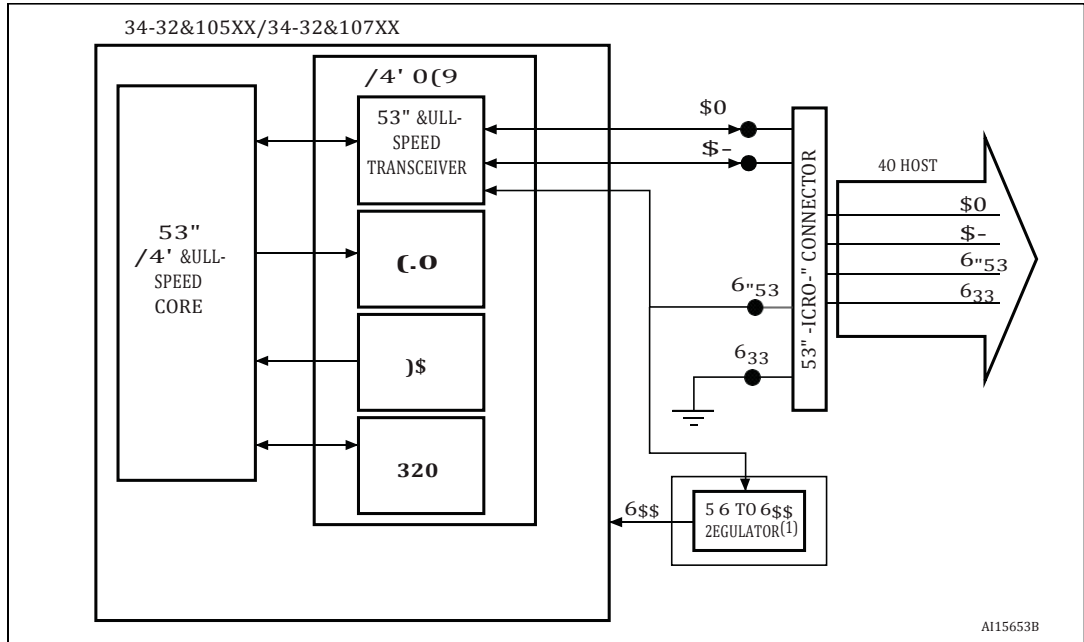 34-32&105XX/34-32&107XX
/4' 0(9
53" &ULL-
SPEED
TRANSCEIVER
53"
/4' &ULL-
SPEED
CORE
(.0
)$
320
$0
$-
6"53
633
53" -ICRO-" CONNECTOR
40 HOST
$0
$-
6"53
633
6$$
5 6 TO 6$$
2EGULATOR(1)
AI15653B